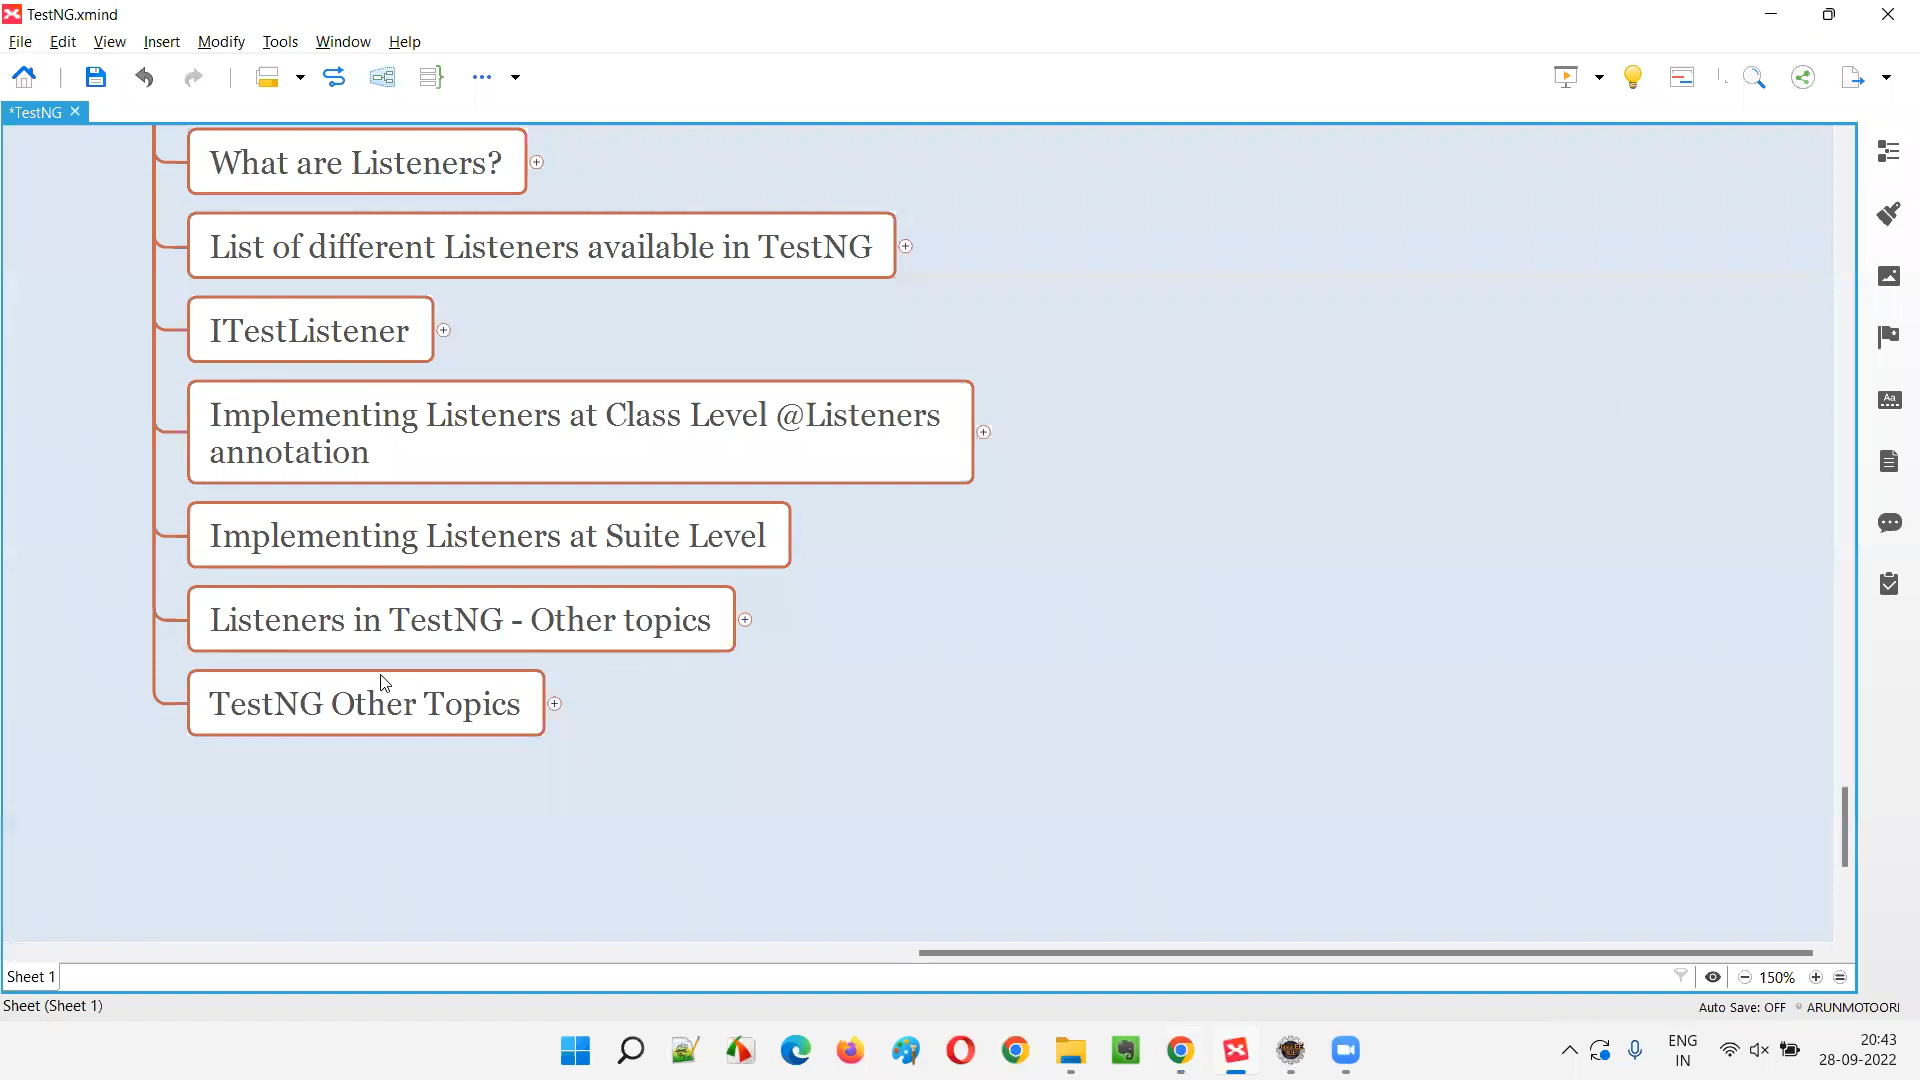 TestNG.xmind
File Edit View Insert Modify Tools Window Help
*TestNG
What are Listeners?
List of different Listeners available in TestNG
ITestListener
Implementing Listeners at Class Level @Listeners
annotation
Implementing Listeners at Suite Level
Listeners in TestNG - Other topics
TestNG Other Topics
Aa
Sheet 1
150%
Sheet (Sheet 1)
Auto Save: OFF
ARUNMOTOORI
ENG
IN
20:43
28-09-2022